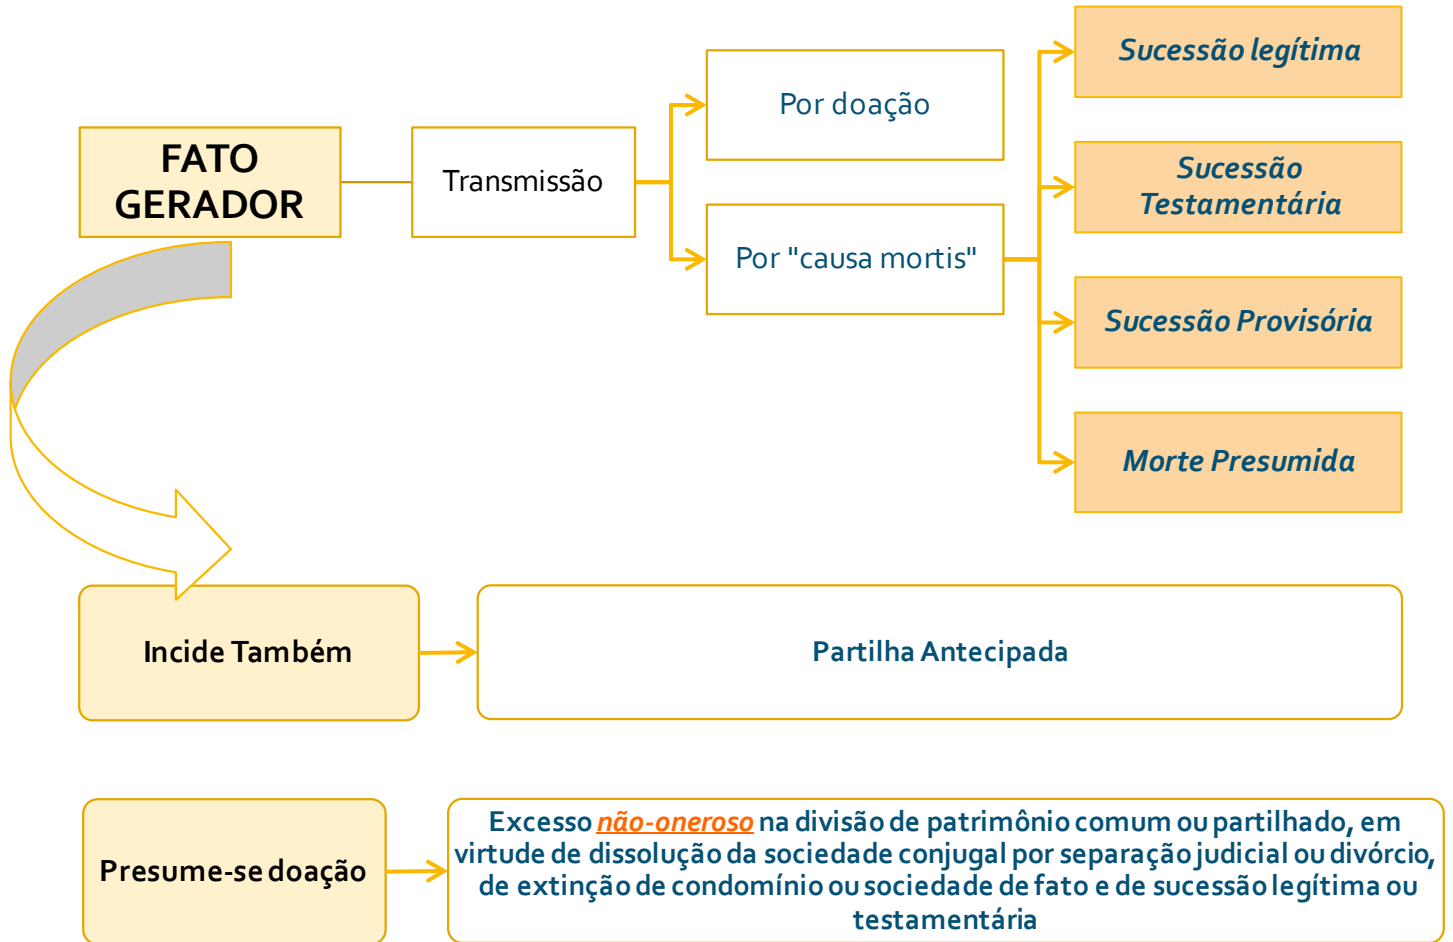 FATO
GERADOR
Transmissão
Por doação
Por "causa mortis"
Sucessão legítima
Sucessão
Testamentária
Sucessão Provisória
Morte Presumida
Incide Também
Partilha Antecipada
Presume-se doação
Excesso não-oneroso na divisão de patrimônio comum ou partilhado, em
virtude de dissolução da sociedade conjugal por separação judicial ou divórcio,
de extinção de condomínio ou sociedade de fato e de sucessão legítima ou
testamentária